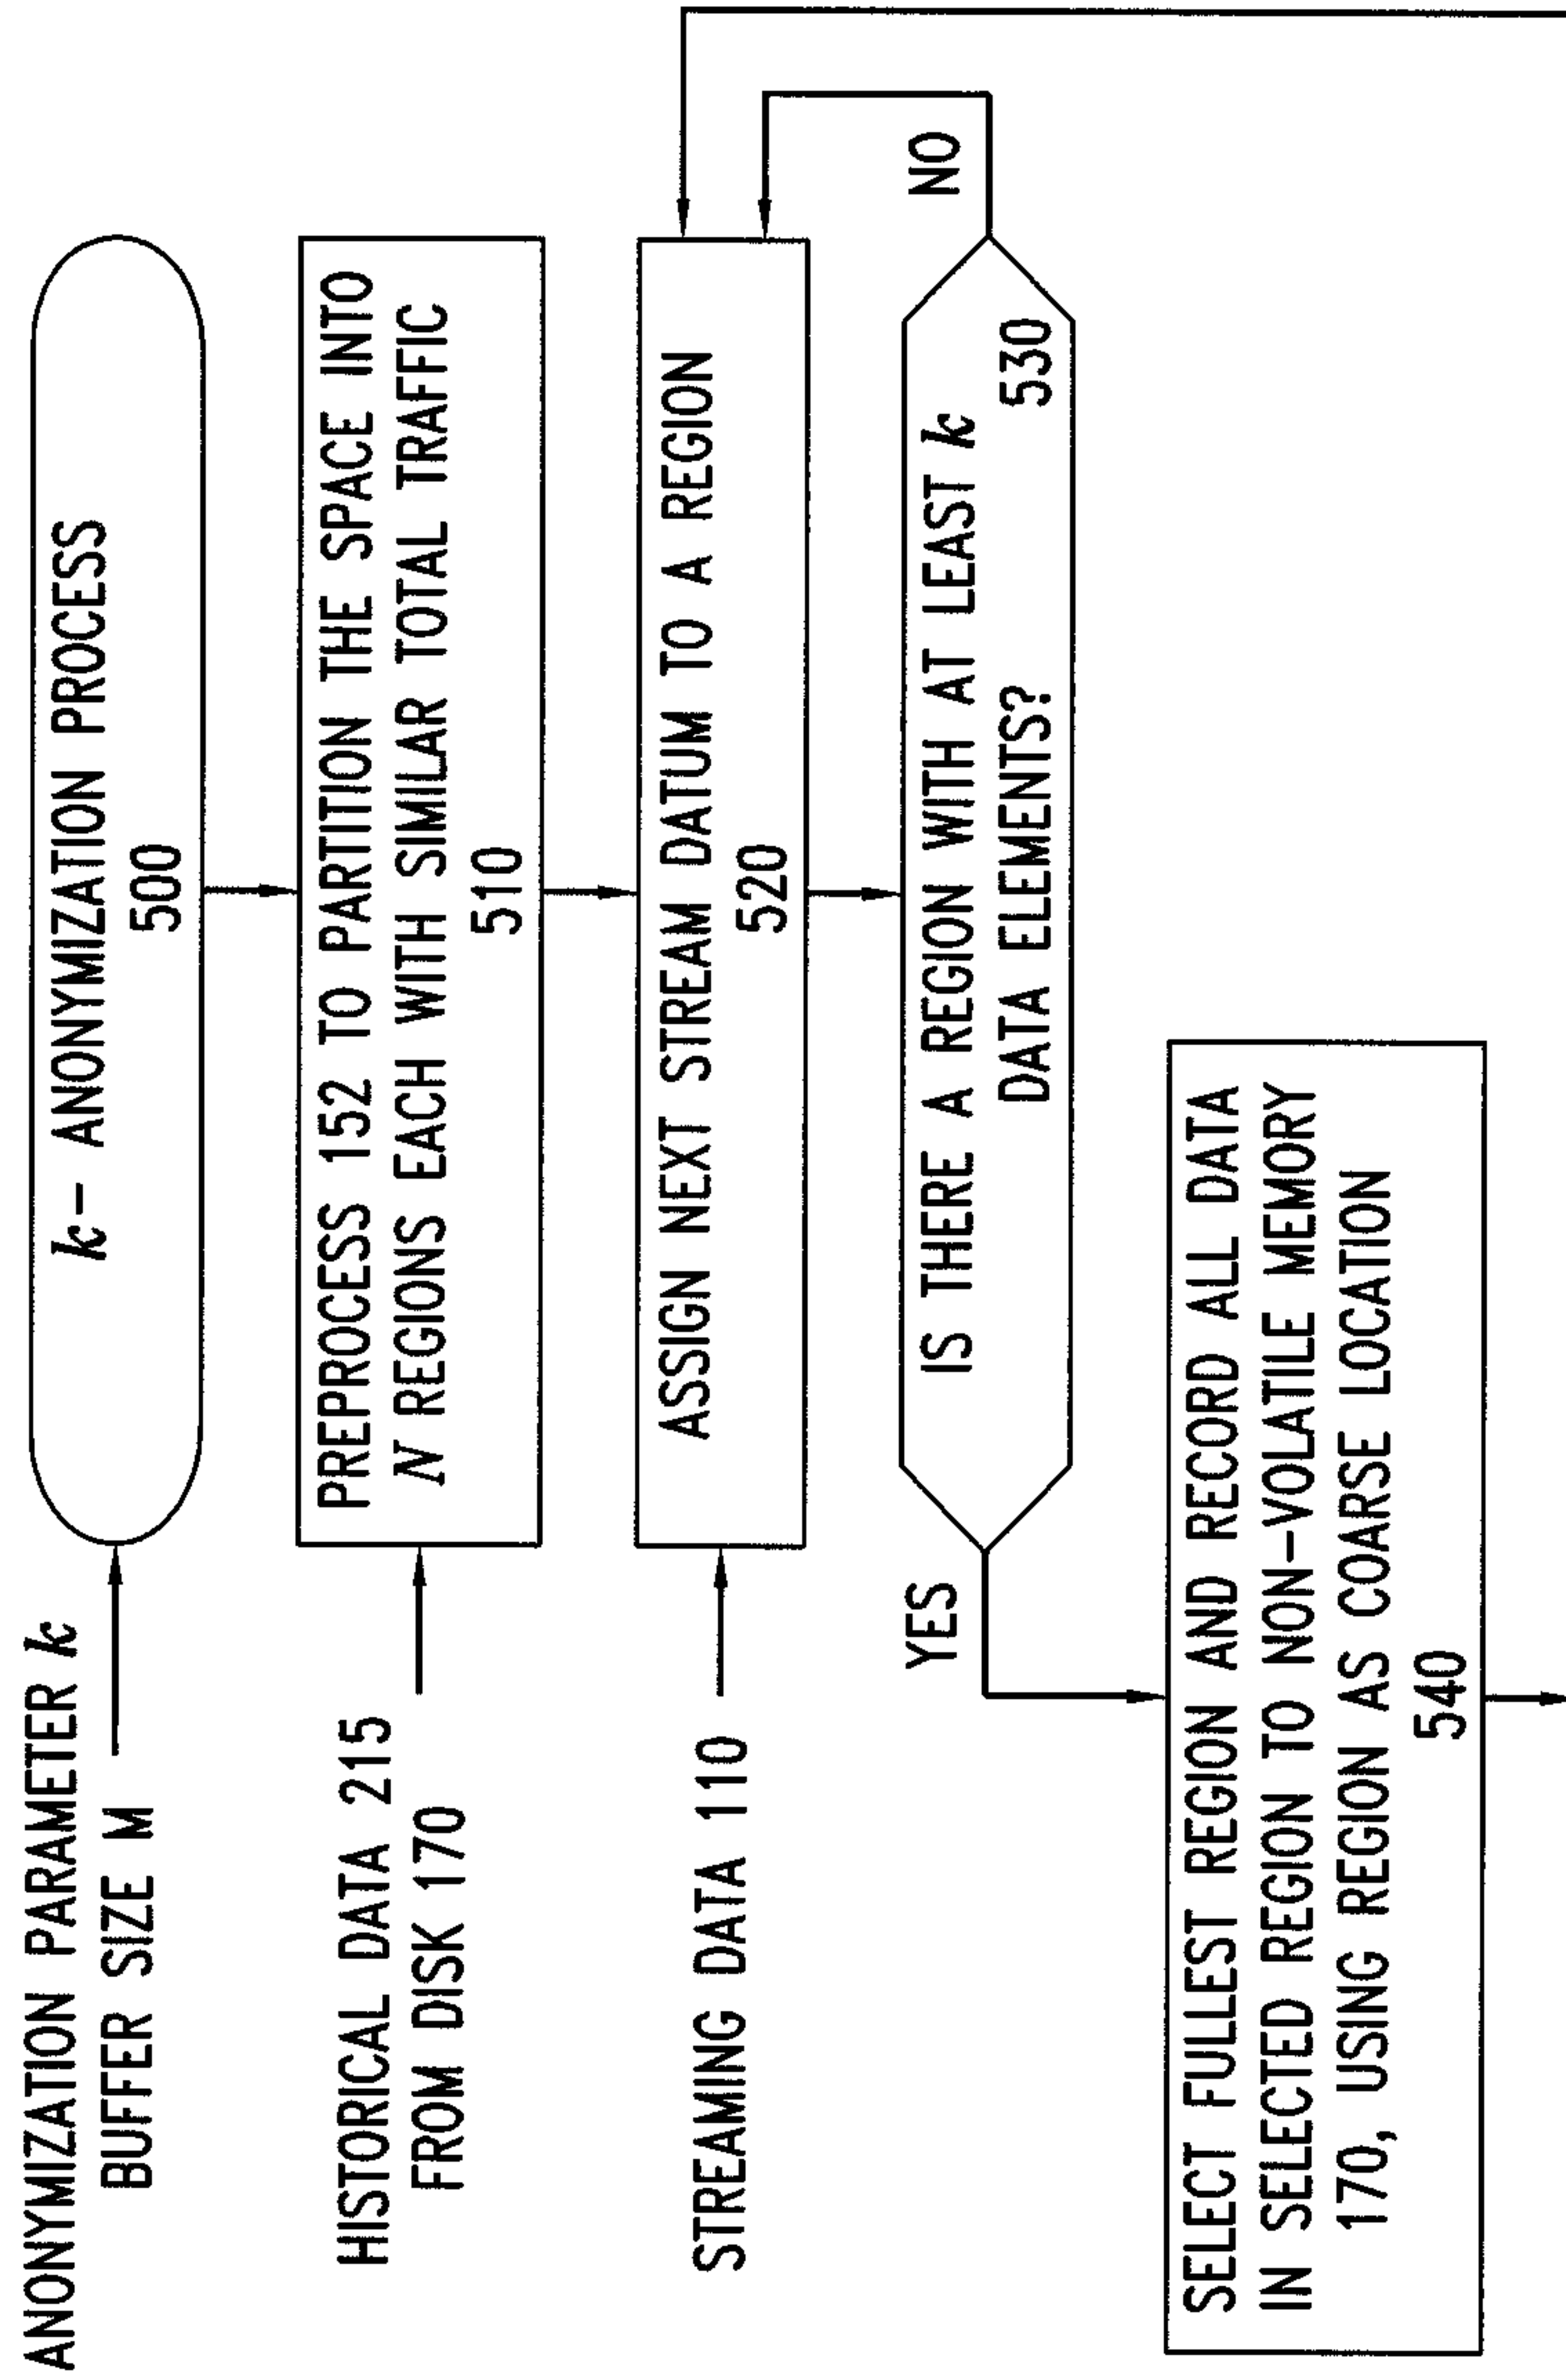 ANONYMIZATION PARAMETER k
BUFFER SIZE M
k- ANONYMIZATION PROCESS
500
HISTORICAL DATA 215
FROM DISK 170
PREPROCESS 152 TO PARTITION THE SPACE INTO
N REGIONS EACH WITH SIMILAR TOTAL TRAFFIC
510
STREAMING DATA 110
ASSIGN NEXT STREAM DATUM TO A REGION
520
IS THERE A REGION WITH AT LEAST k
DATA ELEMENTS? 530
YES
NO
SELECT FULLEST REGION AND RECORD ALL DATA
IN SELECTED REGION TO NON-VOLATILE MEMORY
170, USING REGION AS COARSE LOCATION
540